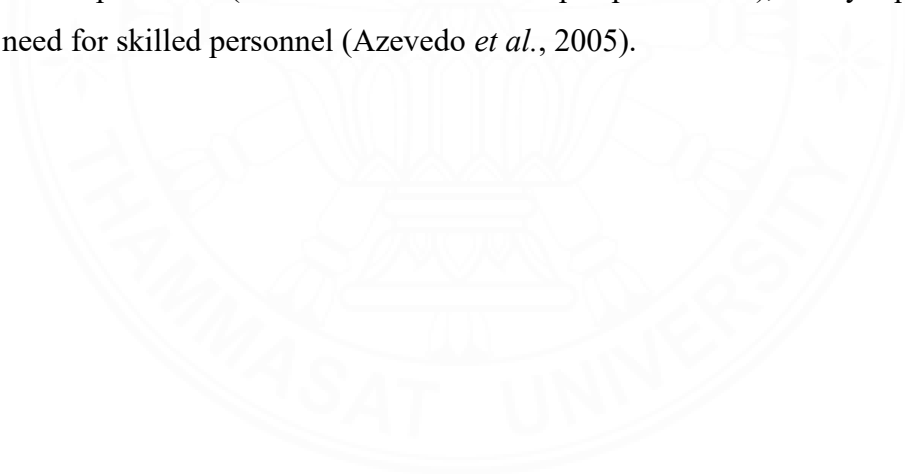 need for skilled personnel (Azevedo et al., 2005).
THAMMASAT UNIVERSITY